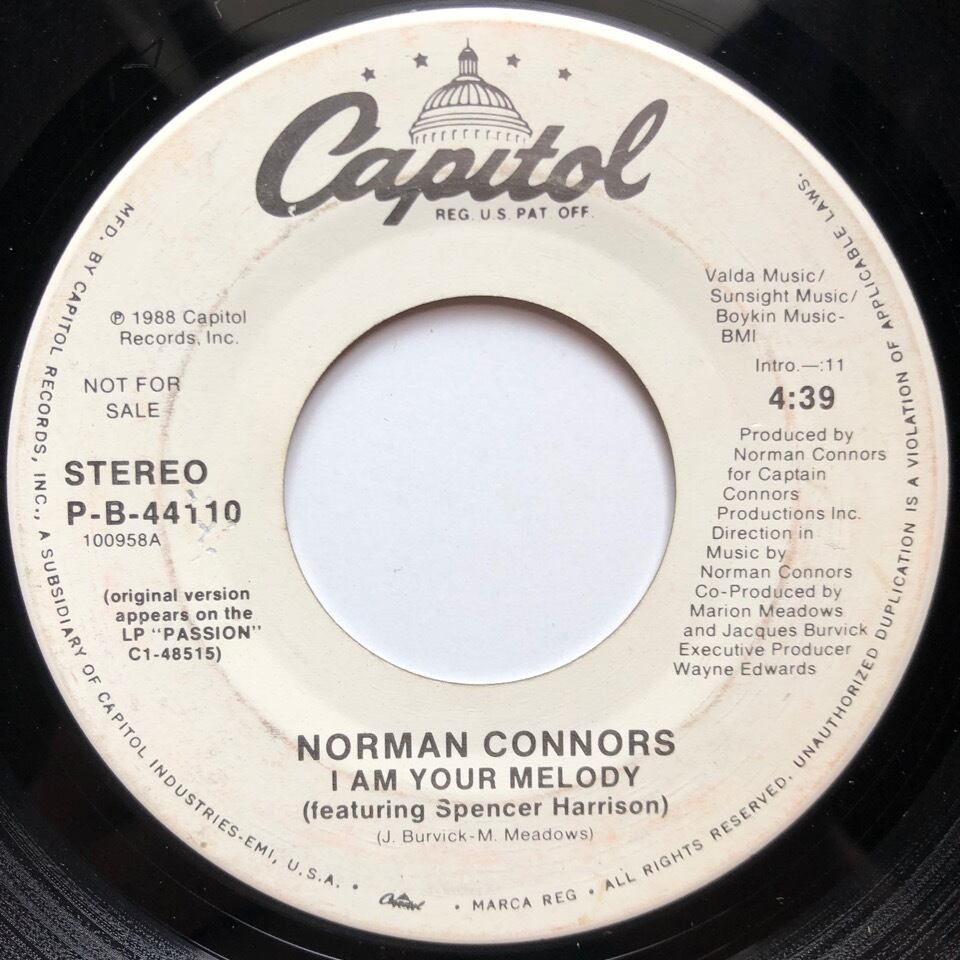 Capitol
REG. U.S. PAT. OFF.
℗ 1988 Capitol
Records, Inc.
NOT FOR
SALE
STEREO
P-B-44110
100958A
(original version
appears on the
LP "PASSION"
C1-48515)
Valda Music/
Sunsight Music/
Boykin Music-
BMI
Intro.—:11
4:39
Produced by
Norman Connors
for Captain
Connors
Productions Inc.
Direction in
Music by
Norman Connors
Co-Produced by
Marion Meadows
and Jacques Burvick
Executive Producer
Wayne Edwards
NORMAN CONNORS
I AM YOUR MELODY
(featuring Spencer Harrison)
(J. Burvick-M. Meadows)
MFD. BY CAPITOL RECORDS, INC., A SUBSIDIARY OF CAPITOL INDUSTRIES-EMI, U.S.A. • Capitol • MARCA REG • ALL RIGHTS RESERVED. UNAUTHORIZED DUPLICATION IS A VIOLATION OF APPLICABLE LAWS.